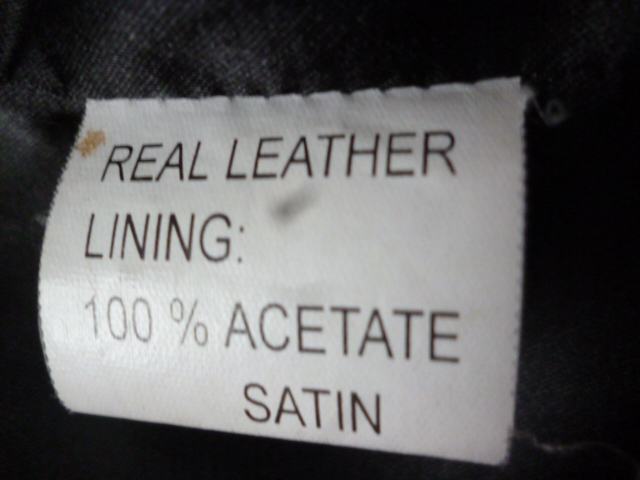 REAL LEATHER
LINING:
100 % ACETATE
SATIN